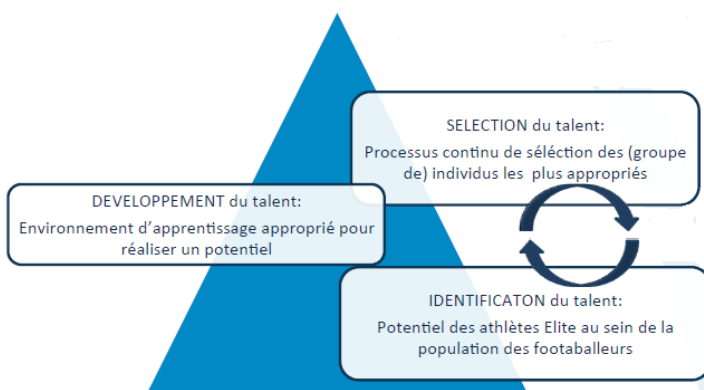 SELECTION du talent:
Processus continu de séléction des (groupe
de) individus les plus appropriés
DEVELOPPEMENT du talent:
Environnement d'apprentissage approprié pour
réaliser un potentiel
IDENTIFICATON du talent:
Potentiel des athlètes Elite au sein de la
population des footaballeurs